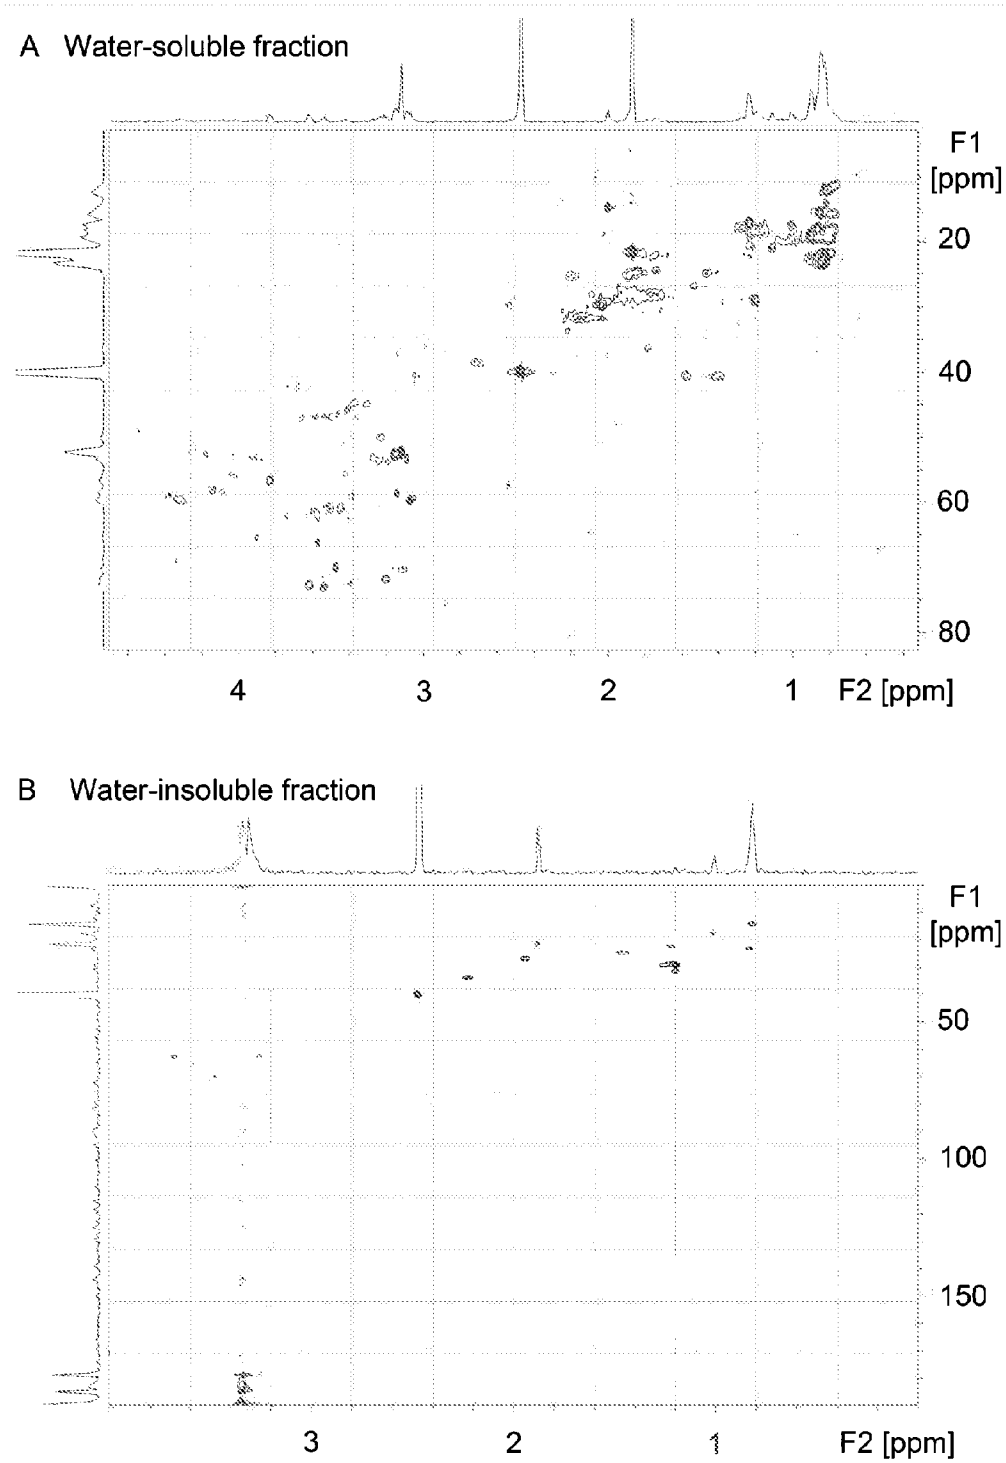 A Water-soluble fraction
F1
[ppm]
20
40
60
80
4 3 2 1 F2 [ppm]
B Water-insoluble fraction
F1
[ppm]
50
100
150
3 2 1 F2 [ppm]